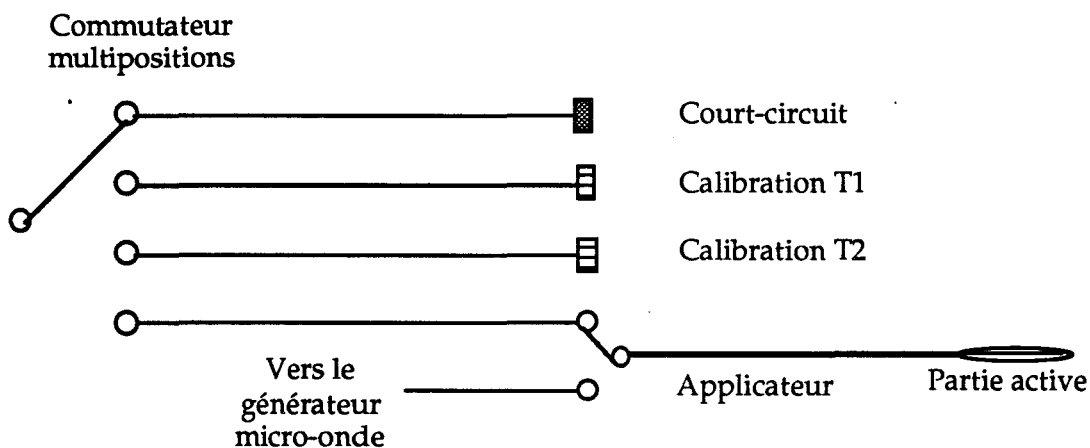 Commutateur
multipositions
Court-circuit
Calibration T1
Calibration T2
Vers le
générateur
micro-onde
Applicateur
Partie active